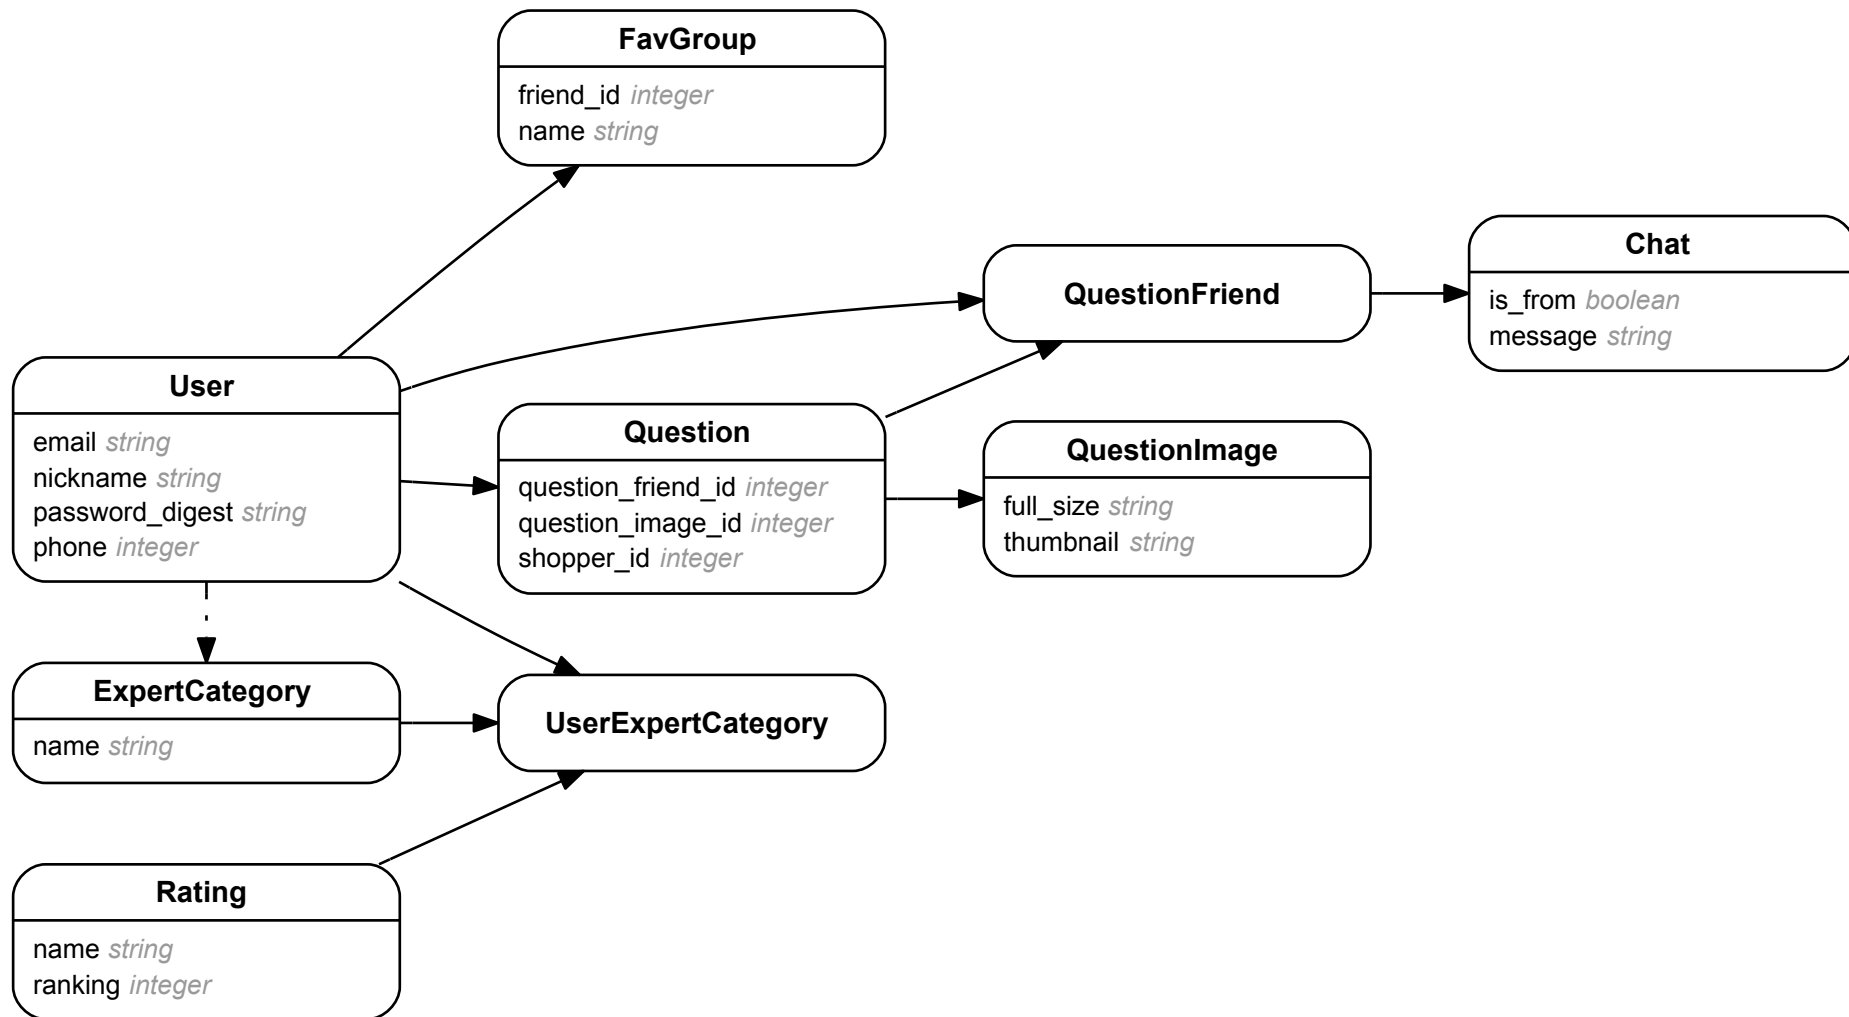 FavGroup
friend_id integer
name string
Chat
is_from boolean
message string
QuestionFriend
User
email string
nickname string
password_digest string
phone integer
Question
question_friend_id integer
question_image_id integer
shopper_id integer
QuestionImage
full_size string
thumbnail string
ExpertCategory
name string
UserExpertCategory
Rating
name string
ranking integer